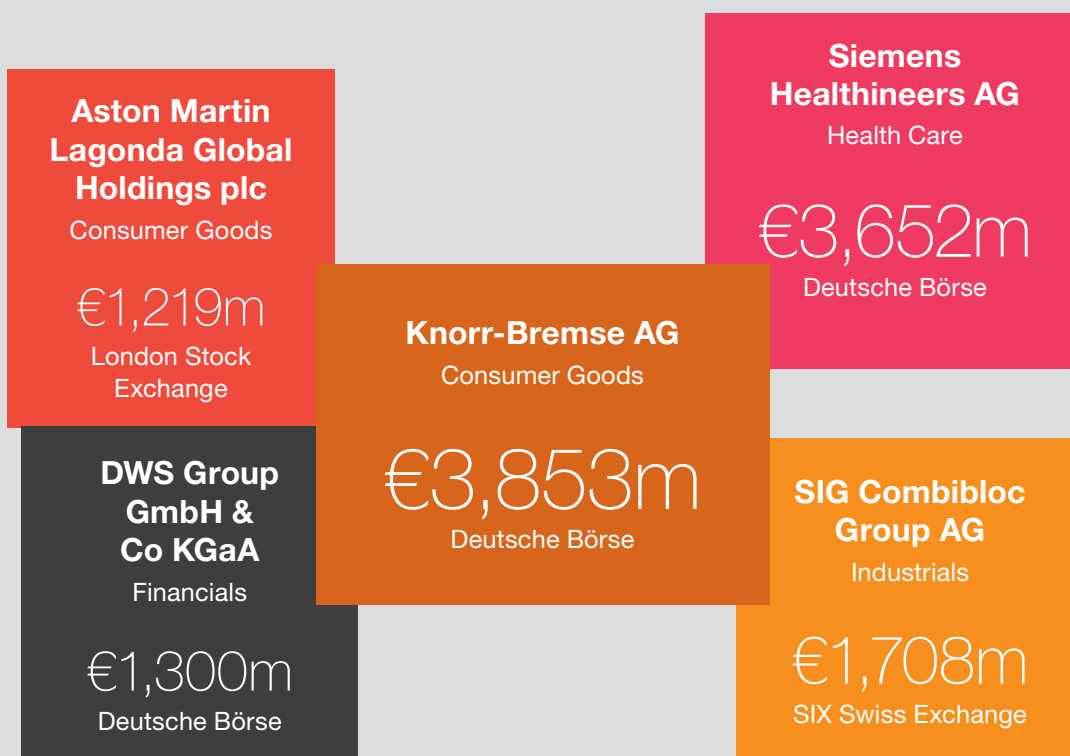 Aston Martin
Lagonda Global
Holdings plc
Consumer Goods
€1,219m
London Stock
Exchange
Siemens
Healthineers AG
Health Care
€3,652m
Deutsche Börse
Knorr-Bremse AG
Consumer Goods
€3,853m
Deutsche Börse
DWS Group
GmbH &
Co KGaA
Financials
€1,300m
Deutsche Börse
SIG Combibloc
Group AG
Industrials
€1,708m
SIX Swiss Exchange